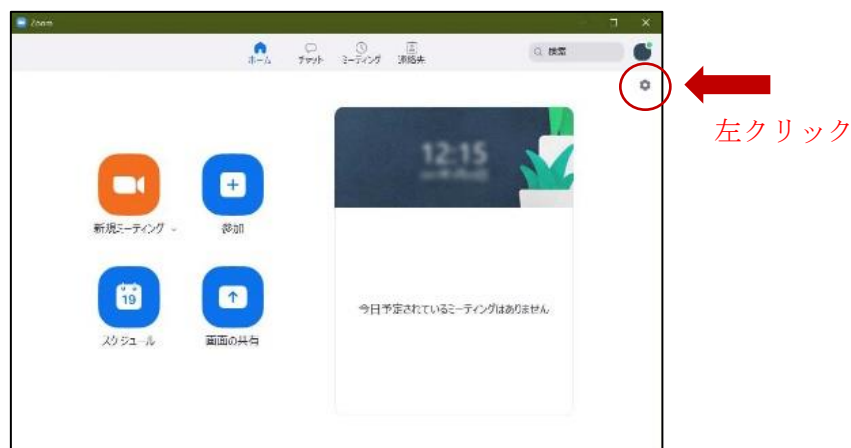 Zoom
ホーム
チャット
ミーティング
連絡先
検索
左クリック
12:15
新規ミーティング
参加
19
スケジュール
画面の共有
今日予定されているミーティングはありません